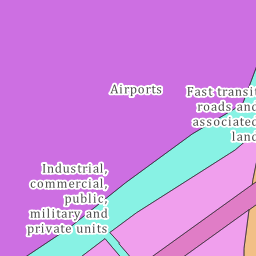 Airports
Fast transit
roads and
associated
land
Industrial,
commercial,
public,
military and
private units